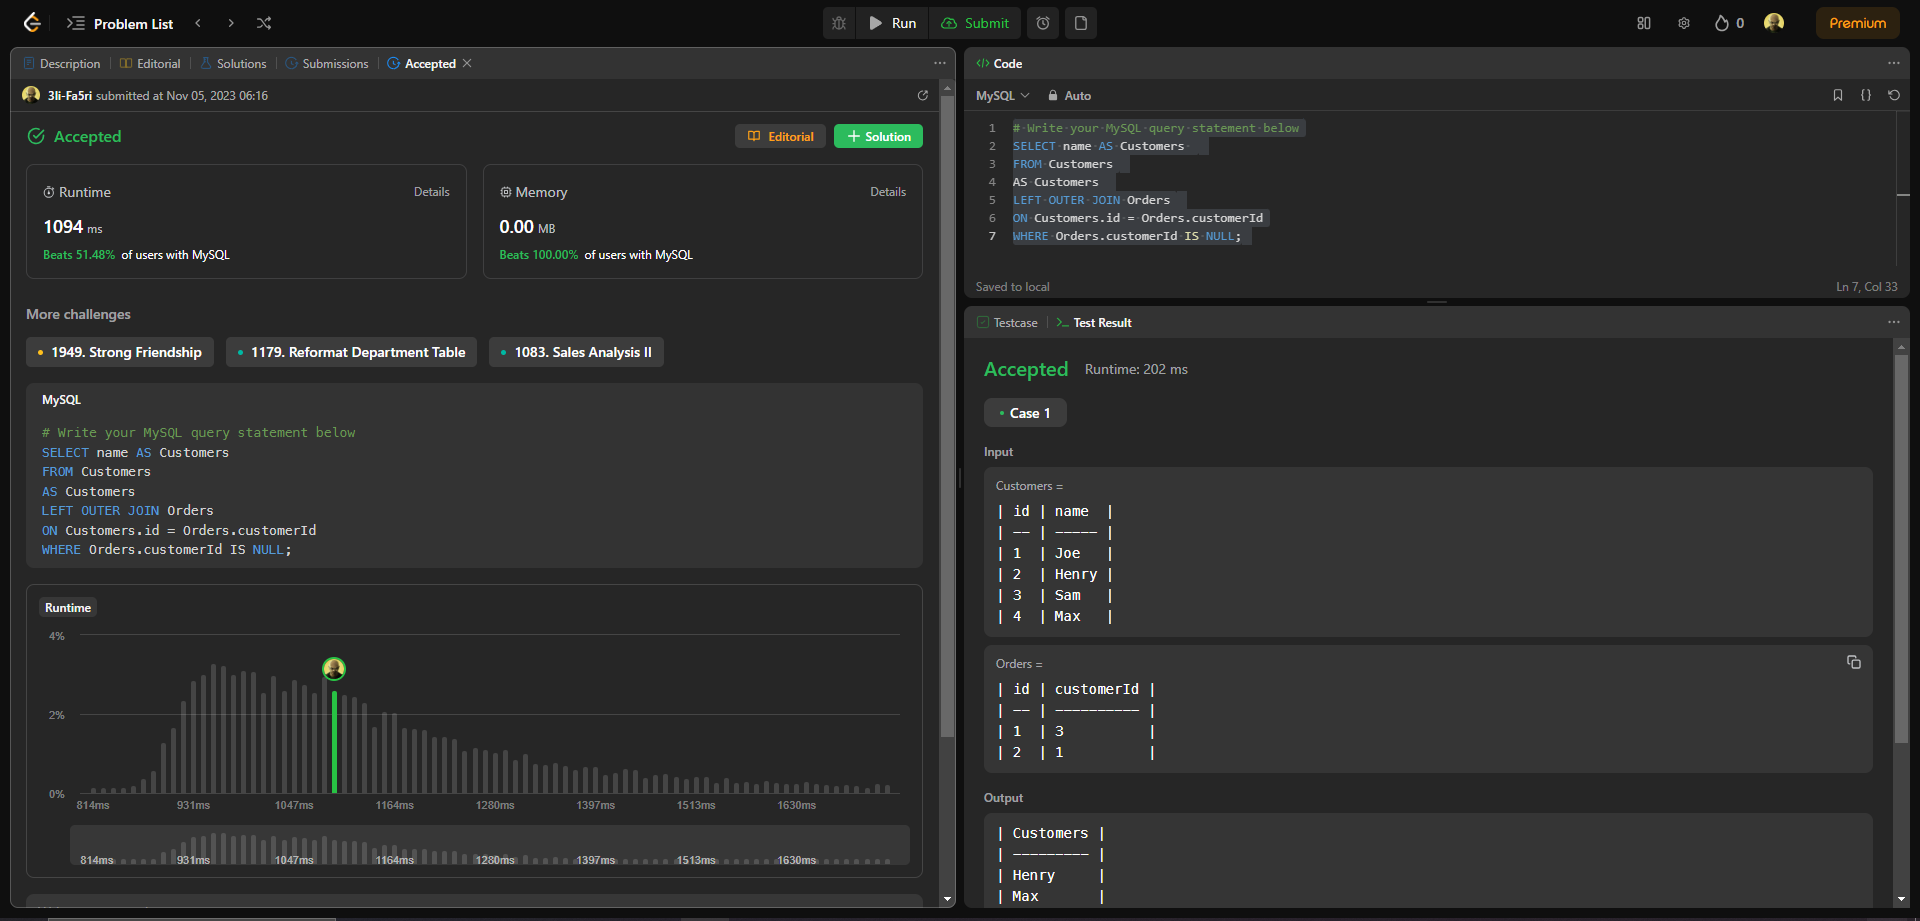 Problem List
Run
Submit
0
Premium
Description
Editorial
Solutions
Submissions
Accepted
3li-Fa5ri submitted at Nov 05, 2023 06:16
Accepted
Editorial
Solution
Runtime
Details
1094 ms
Beats 51.48% of users with MySQL
Memory
Details
0.00 MB
Beats 100.00% of users with MySQL
More challenges
1949. Strong Friendship
1179. Reformat Department Table
1083. Sales Analysis II
MySQL
# Write your MySQL query statement below
SELECT name AS Customers
FROM Customers
AS Customers
LEFT OUTER JOIN Orders
ON Customers.id = Orders.customerId
WHERE Orders.customerId IS NULL;
Runtime
4%
2%
0%
814ms 931ms 1047ms 1164ms 1280ms 1397ms 1513ms 1630ms
814ms 931ms 1047ms 1164ms 1280ms 1397ms 1513ms 1630ms
Code
MySQL
Auto
1 # Write your MySQL query statement below
2 SELECT name AS Customers
3 FROM Customers
4 AS Customers
5 LEFT OUTER JOIN Orders
6 ON Customers.id = Orders.customerId
7 WHERE Orders.customerId IS NULL;
Saved to local
Ln 7, Col 33
Testcase
Test Result
Accepted Runtime: 202 ms
Case 1
Input
Customers =
| id | name  |
| -- | ----- |
| 1  | Joe   |
| 2  | Henry |
| 3  | Sam   |
| 4  | Max   |
Orders =
| id | customerId |
| -- | ---------- |
| 1  | 3          |
| 2  | 1          |
Output
| Customers |
| --------- |
| Henry     |
| Max       |